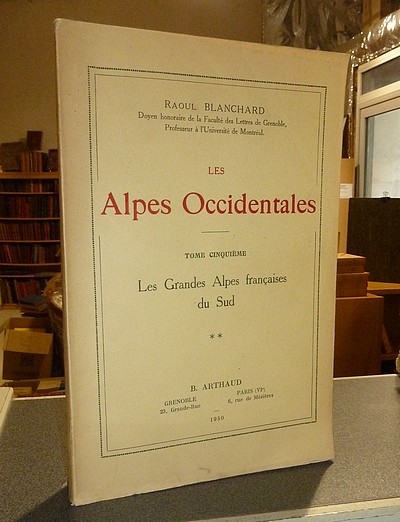 RAOUL BLANCHARD
Doyen honoraire de la Faculté des Lettres de Grenoble,
Professeur à l'Université de Montréal.
LES
Alpes Occidentales
TOME CINQUIÈME
Les Grandes Alpes françaises
du Sud
**
B. ARTHAUD
GRENOBLE
23, Grande-Rue
PARIS (VIe)
6, rue de Mézières
1950